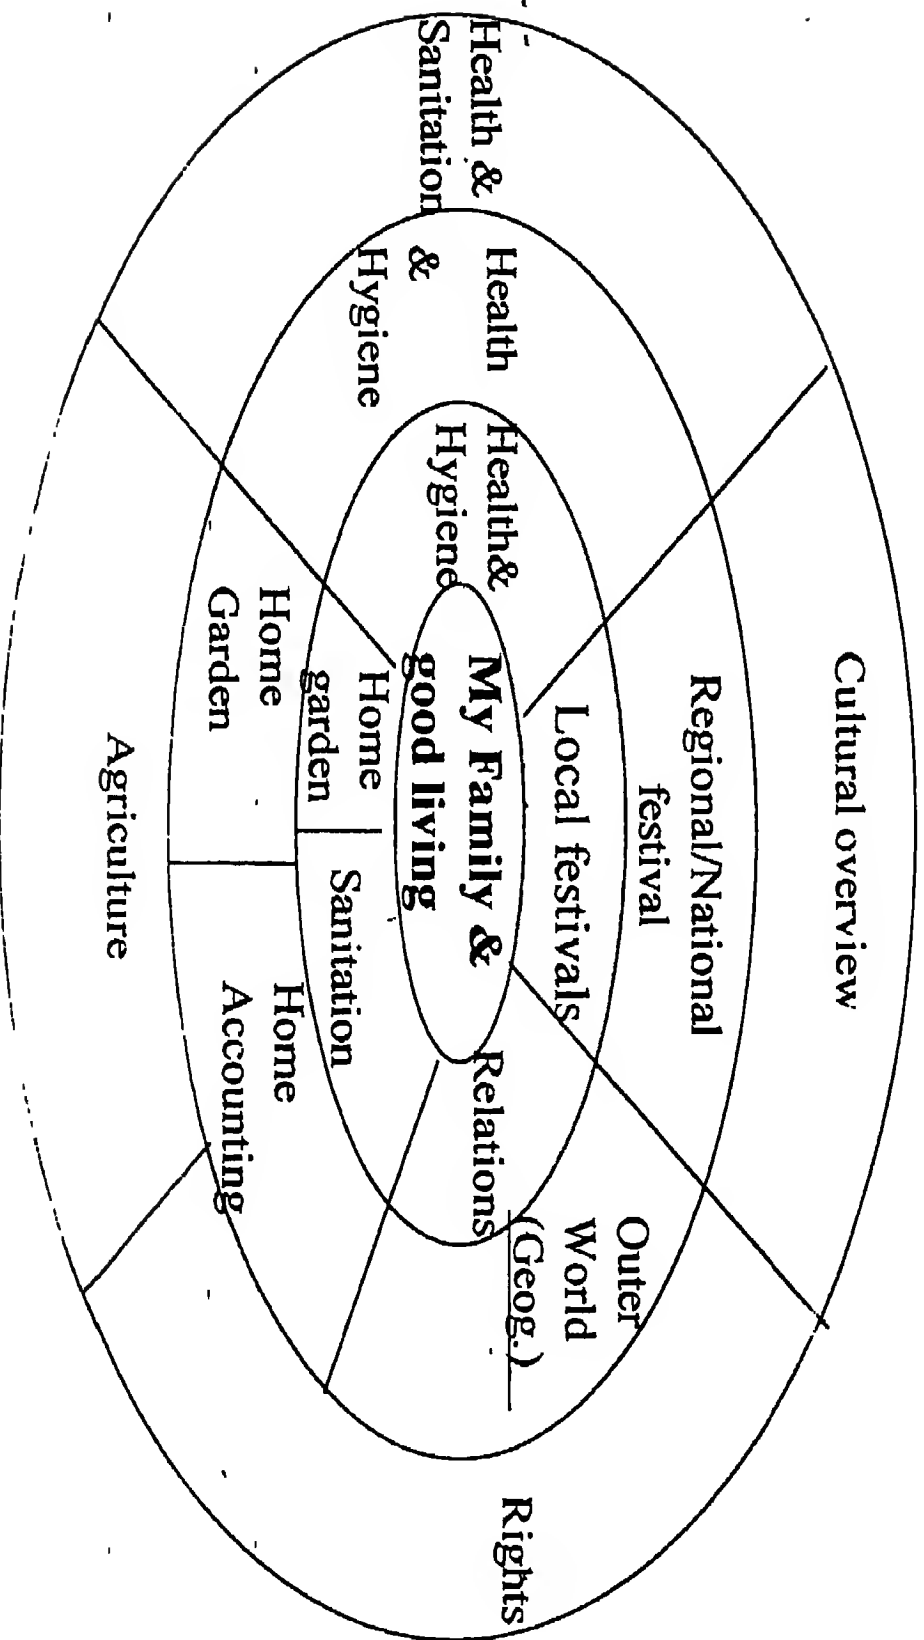 Cultural overview
Regional/National
festival
Local festivals
Health &
Sanitation
Health
&
Hygiene
Health&
Hygiene
My Family &
good living
Relations
Outer
World
(Geog.)
Rights
Home
garden
Sanitation
Home
Garden
Home
Accounting
Agriculture